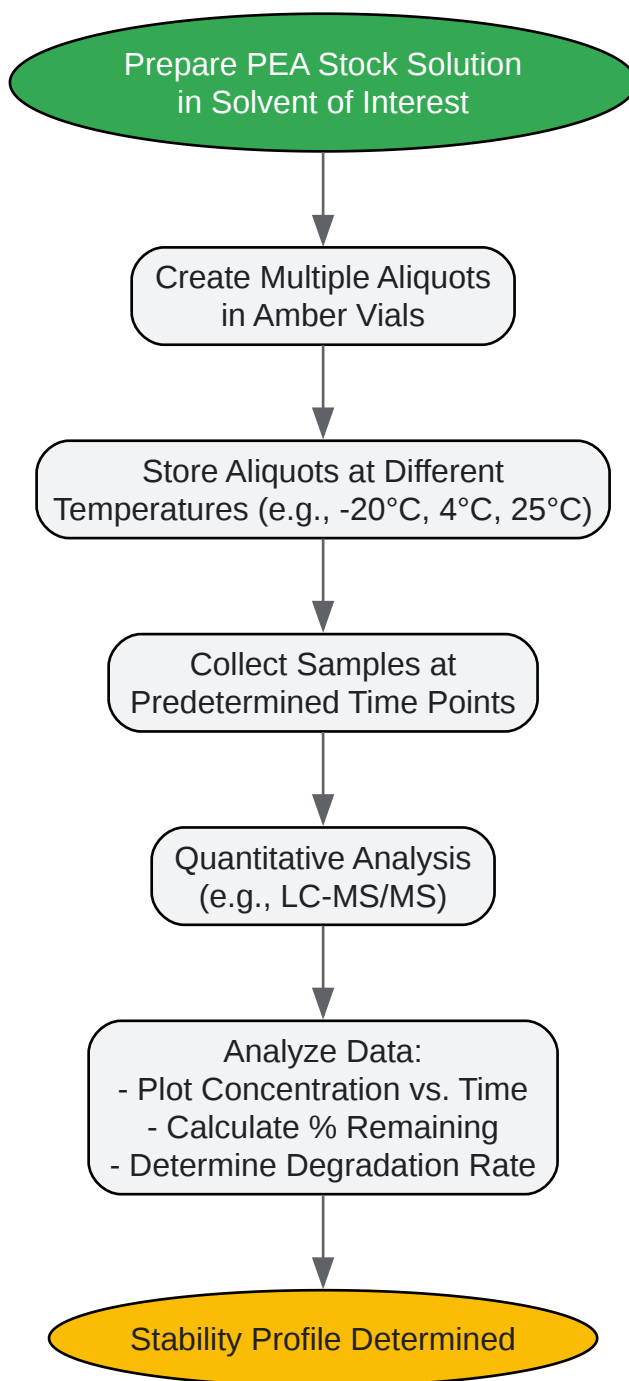 Prepare PEA Stock Solution
in Solvent of Interest
Create Multiple Aliquots
in Amber Vials
Store Aliquots at Different
Temperatures (e.g., -20°C, 4°C, 25°C)
Collect Samples at
Predetermined Time Points
Quantitative Analysis
(e.g., LC-MS/MS)
Analyze Data:
- Plot Concentration vs. Time
- Calculate % Remaining
- Determine Degradation Rate
Stability Profile Determined